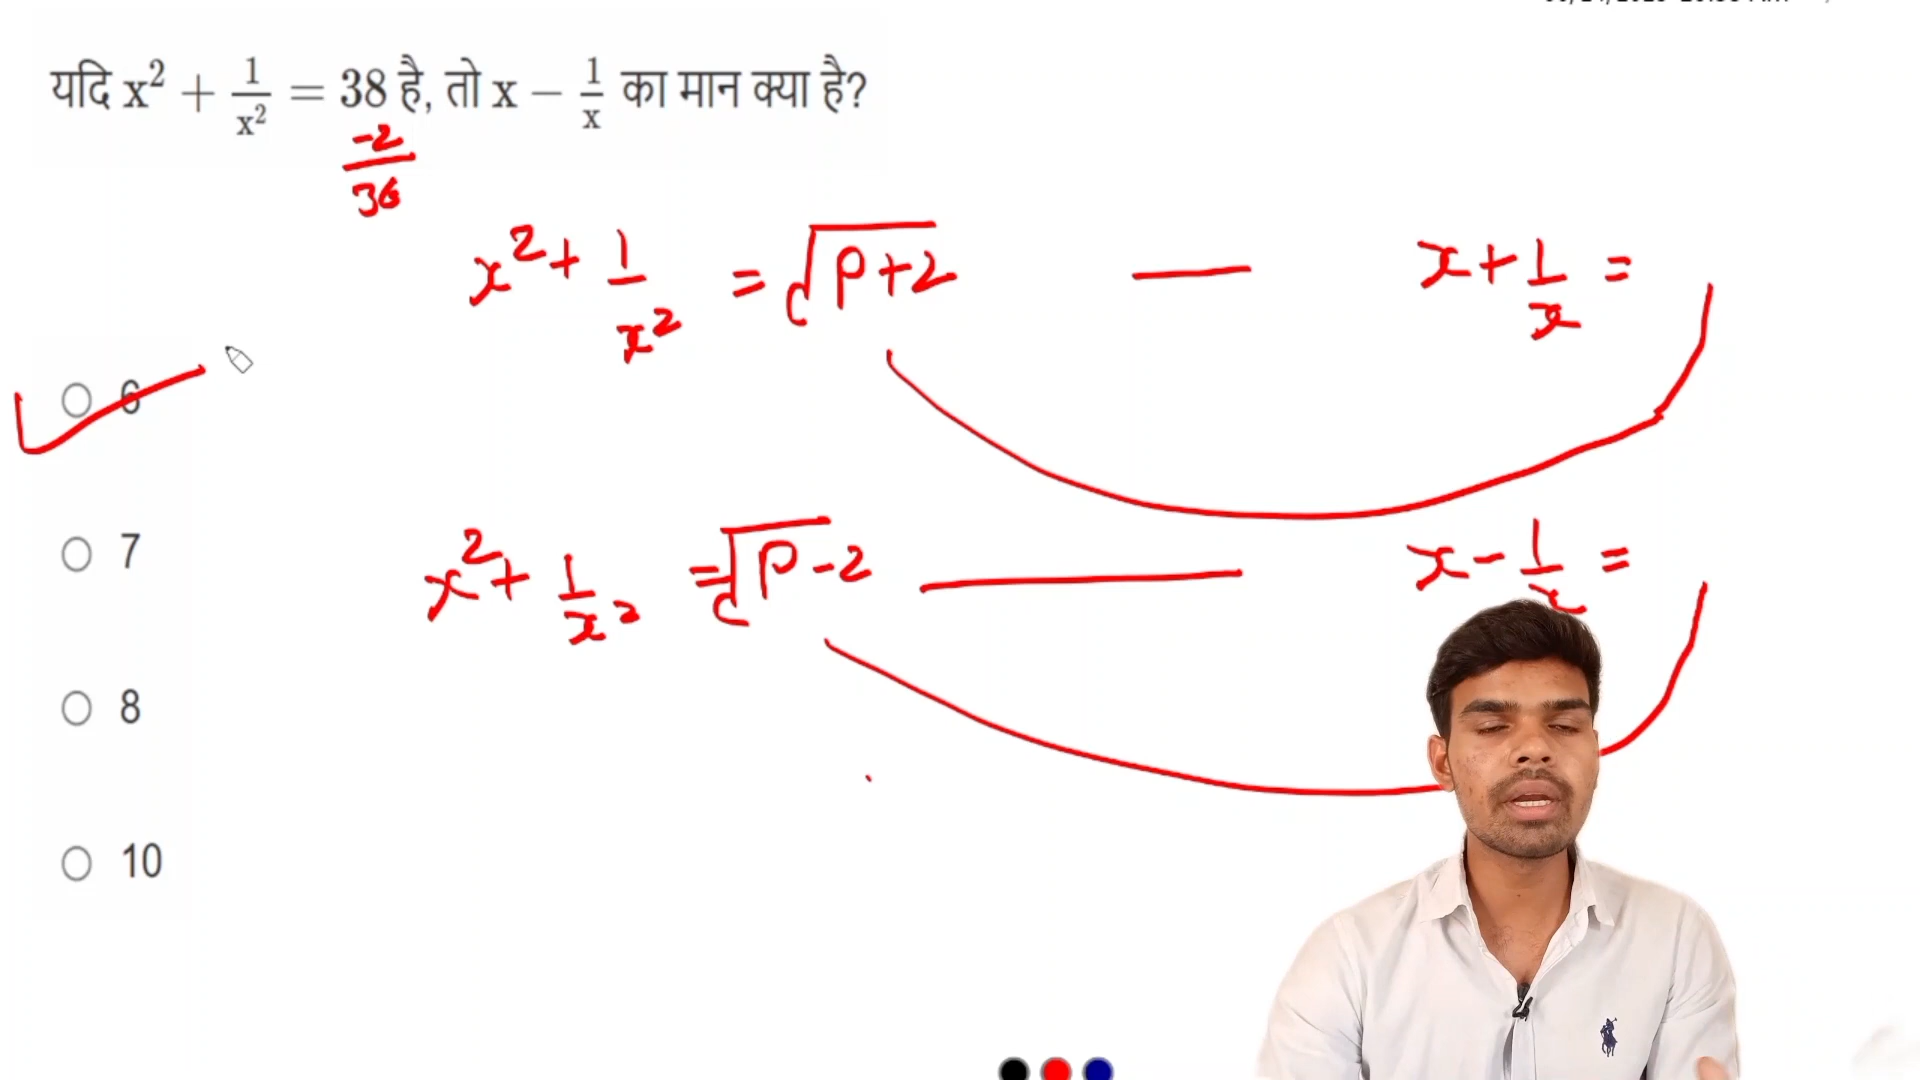 यदि x² + 1/x² = 38 है, तो x − 1/x का मान क्या है?
-2
36
x² + 1/x² = √P+2 — x + 1/x =
6
x² + 1/x² = √P-2 — x - 1/x =
7
8
10